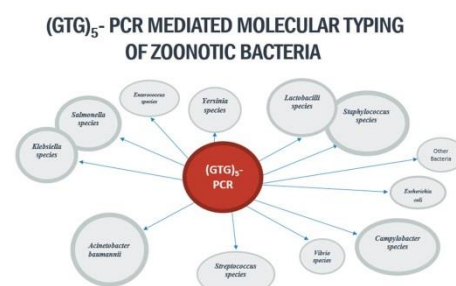 (GTG)₅- PCR MEDIATED MOLECULAR TYPING
OF ZOONOTIC BACTERIA
Enterococcus
species
Yersinia
species
Lactobacilli
species
Staphylococcus
species
Salmonella
species
Klebsiella
species
Other
Bacteria
(GTG)₅-
PCR
Escherichia
coli
Acinetobacter
baumannii
Streptococcus
species
Vibrio
species
Campylobacter
species